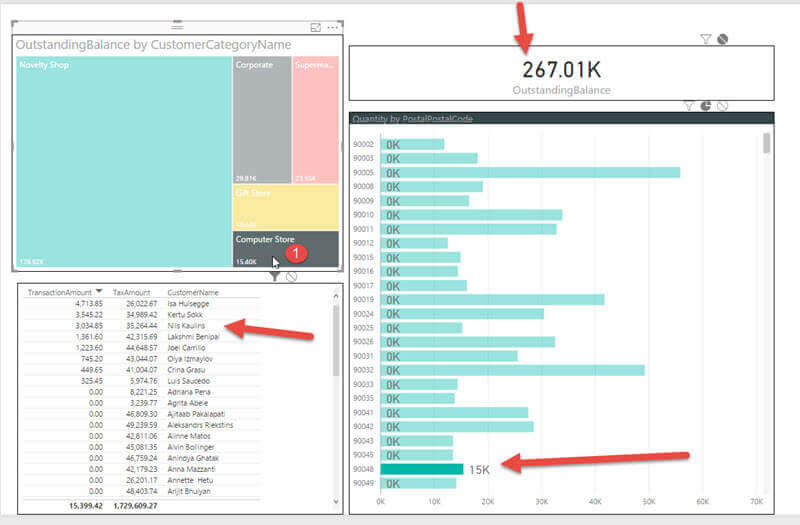 OutstandingBalance by CustomerCategoryName
Novelty Shop
Corporate
Superma...
29.81K
Gift Store
Computer Store
15.40K
1
267.01K
OutstandingBalance
TransactionAmount TaxAmount CustomerName
4,713.85 26,022.67 Isa Hulsegge
3,545.22 34,989.42 Kertu Sokk
3,034.85 35,264.44 Nils Kaulins
1,361.60 42,315.69 Lakshmi Benipal
1,223.60 44,648.57 Joel Carrillo
745.20 43,044.07 Olya Izmaylov
449.65 41,004.07 Crina Grasu
325.45 5,974.76 Luis Saucedo
0.00 8,221.25 Adriana Pena
0.00 3,239.77 Agrita Abele
0.00 46,809.30 Ajitaab Pakalapati
0.00 49,239.59 Aleksandrs Riekstins
0.00 42,811.06 Alinne Matos
0.00 45,081.35 Alvin Bollinger
0.00 46,759.24 Anindya Ghatak
0.00 42,179.23 Anna Mazzanti
0.00 26,201.17 Annette Hetu
0.00 48,403.74 Arijit Bhuiyan
15,399.42 1,729,609.27
Quantity by PostalPostalCode
90002 0K
90003 0K
90005 0K
90008 0K
90009 0K
90010 0K
90011 0K
90012 0K
90015 0K
90016 0K
90017 0K
90019 0K
90024 0K
90025 0K
90026 0K
90031 0K
90032 0K
90033 0K
90035 0K
90041 0K
90042 0K
90043 0K
90045 0K
90048 15K
90049 0K
0K 10K 20K 30K 40K 50K 60K 70K